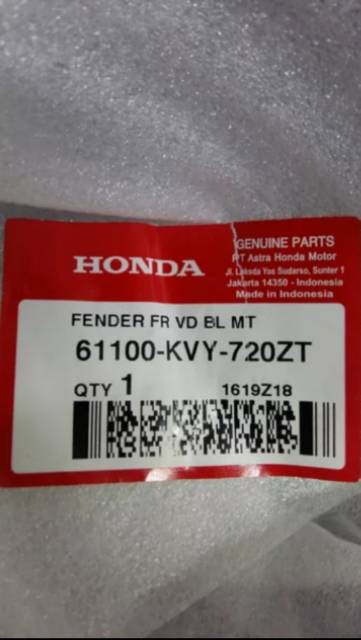 HONDA
GENUINE PARTS
PT Astra Honda Motor
Jl. Laksda Yos Sudarso, Sunter 1
Jakarta 14350 - Indonesia
Made in Indonesia
FENDER FR VD BL MT
61100-KVY-720ZT
QTY 1
1619Z18